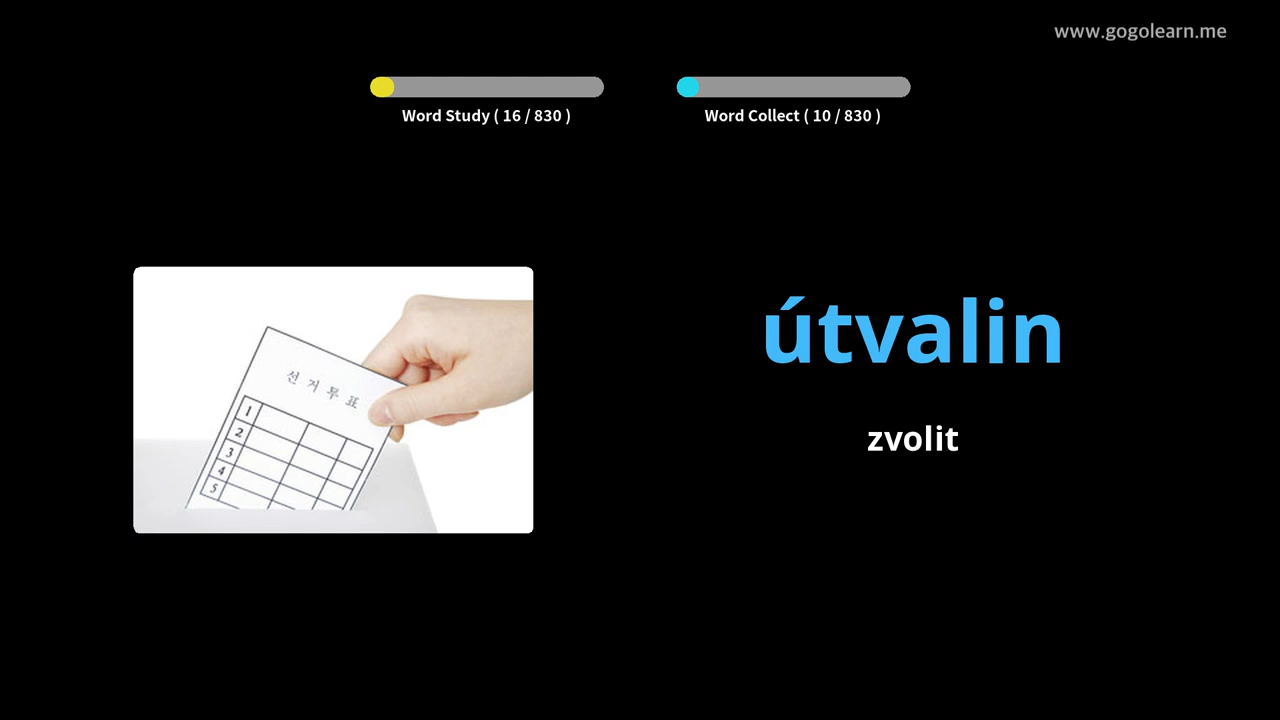 www.gogolearn.me
Word Study ( 16 / 830 )
Word Collect ( 10 / 830 )
선거투표
1
2
3
4
5
útvalin
zvolit